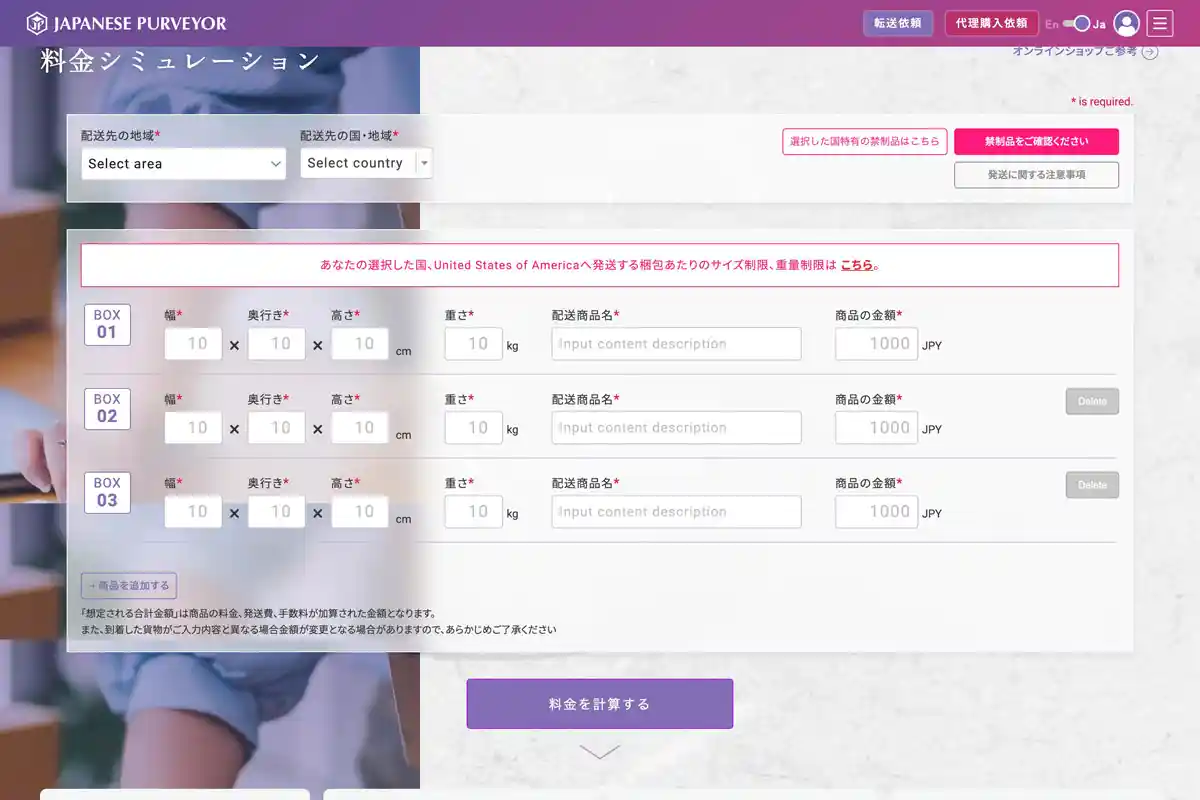 JAPANESE PURVEYOR
転送依頼
代理購入依頼
En
Ja
料金シミュレーション
オンラインショップご参考
* is required.
配送先の地域*
配送先の国・地域*
Select area
Select country
選択した国特有の禁制品はこちら
禁制品をご確認ください
発送に関する注意事項
あなたの選択した国、United States of Americaへ発送する梱包あたりのサイズ制限、重量制限は こちら。
BOX 01
幅* 奥行き* 高さ* 重さ* 配送商品名* 商品の金額*
10 × 10 × 10 cm 10 kg Input content description 1000 JPY
BOX 02
幅* 奥行き* 高さ* 重さ* 配送商品名* 商品の金額*
10 × 10 × 10 cm 10 kg Input content description 1000 JPY
Delete
BOX 03
幅* 奥行き* 高さ* 重さ* 配送商品名* 商品の金額*
10 × 10 × 10 cm 10 kg Input content description 1000 JPY
Delete
+ 商品を追加する
「想定される合計金額」は商品の料金、発送費、手数料が加算された金額となります。
また、到着した貨物がご入力内容と異なる場合金額が変更となる場合がありますので、あらかじめご了承ください
料金を計算する